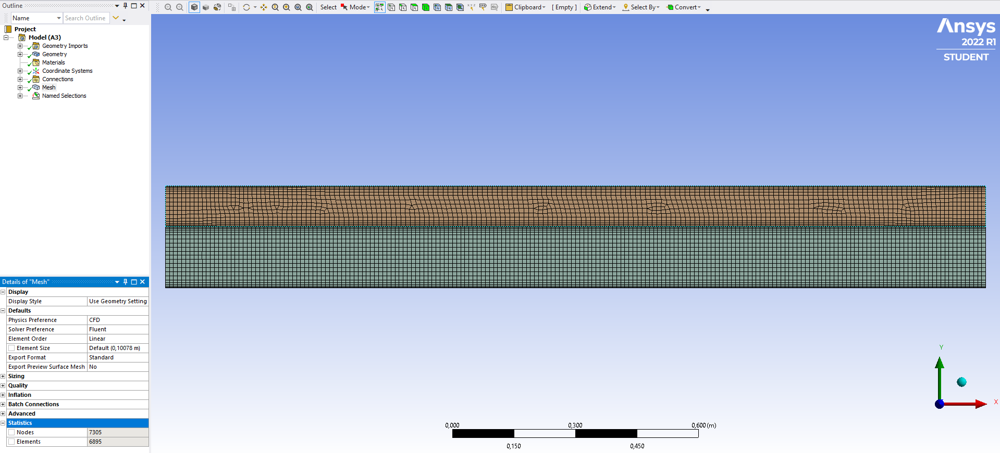 Outline
Name
Search Outline
Project
Model (A3)
Geometry Imports
Geometry
Materials
Coordinate Systems
Connections
Mesh
Named Selections
Details of "Mesh"
Display
Display Style Use Geometry Setting
Defaults
Physics Preference CFD
Solver Preference Fluent
Element Order Linear
Element Size Default (0,10078 m)
Export Format Standard
Export Preview Surface Mesh No
Sizing
Quality
Inflation
Batch Connections
Advanced
Statistics
Nodes 7305
Elements 6895
Select Mode Clipboard [ Empty ] Extend Select By Convert
Ansys
2022 R1
STUDENT
0,000 0,300 0,600 (m)
0,150 0,450
Y
X